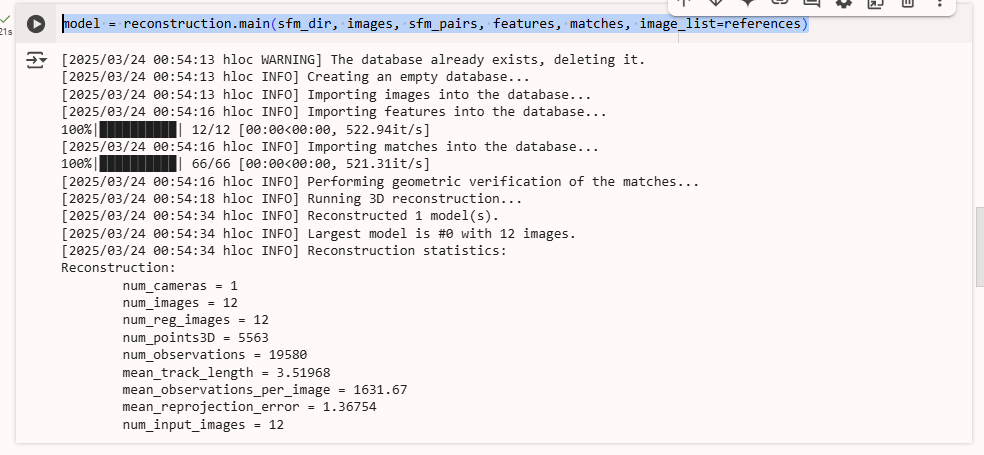 21s
model = reconstruction.main(sfm_dir, images, sfm_pairs, features, matches, image_list=references)
[2025/03/24 00:54:13 hloc WARNING] The database already exists, deleting it.
[2025/03/24 00:54:13 hloc INFO] Creating an empty database...
[2025/03/24 00:54:13 hloc INFO] Importing images into the database...
[2025/03/24 00:54:16 hloc INFO] Importing features into the database...
100%|██████████| 12/12 [00:00<00:00, 522.94it/s]
[2025/03/24 00:54:16 hloc INFO] Importing matches into the database...
100%|██████████| 66/66 [00:00<00:00, 521.31it/s]
[2025/03/24 00:54:16 hloc INFO] Performing geometric verification of the matches...
[2025/03/24 00:54:18 hloc INFO] Running 3D reconstruction...
[2025/03/24 00:54:34 hloc INFO] Reconstructed 1 model(s).
[2025/03/24 00:54:34 hloc INFO] Largest model is #0 with 12 images.
[2025/03/24 00:54:34 hloc INFO] Reconstruction statistics:
Reconstruction:
num_cameras = 1
num_images = 12
num_reg_images = 12
num_points3D = 5563
num_observations = 19580
mean_track_length = 3.51968
mean_observations_per_image = 1631.67
mean_reprojection_error = 1.36754
num_input_images = 12